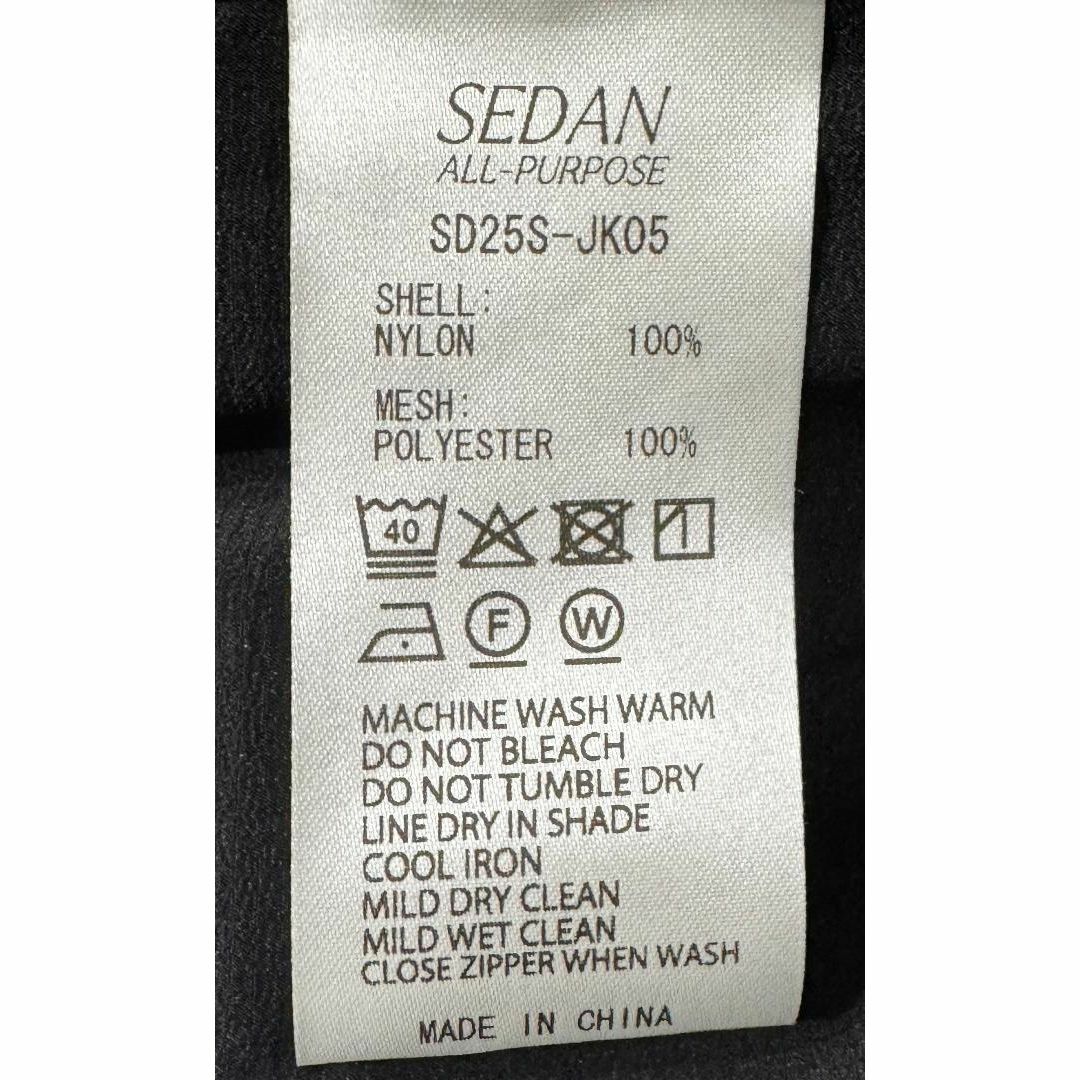 SEDAN
ALL-PURPOSE
SD25S-JK05
SHELL:
NYLON 100%
MESH:
POLYESTER 100%
40
F W
MACHINE WASH WARM
DO NOT BLEACH
DO NOT TUMBLE DRY
LINE DRY IN SHADE
COOL IRON
MILD DRY CLEAN
MILD WET CLEAN
CLOSE ZIPPER WHEN WASH
MADE IN CHINA